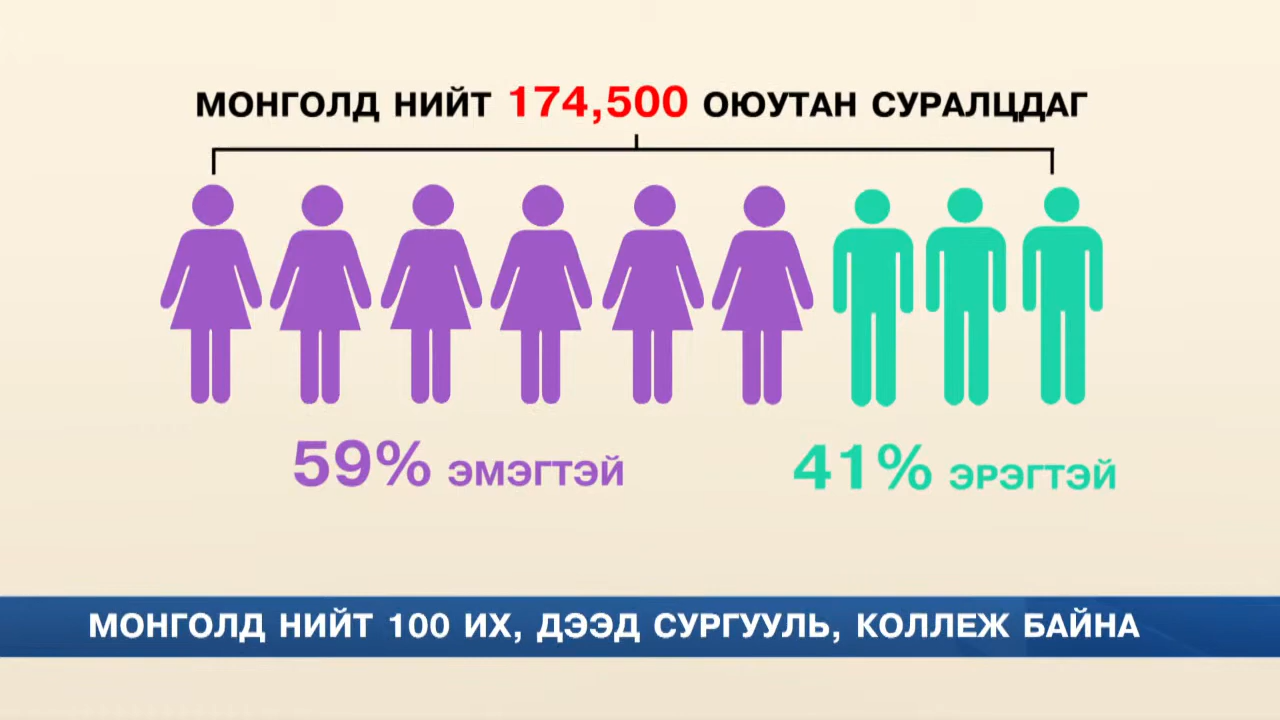 МОНГОЛД НИЙТ 174,500 ОЮУТАН СУРАЛЦДАГ
59% ЭМЭГТЭЙ 41% ЭРЭГТЭЙ
МОНГОЛД НИЙТ 100 ИХ, ДЭЭД СУРГУУЛЬ, КОЛЛЕЖ БАЙНА